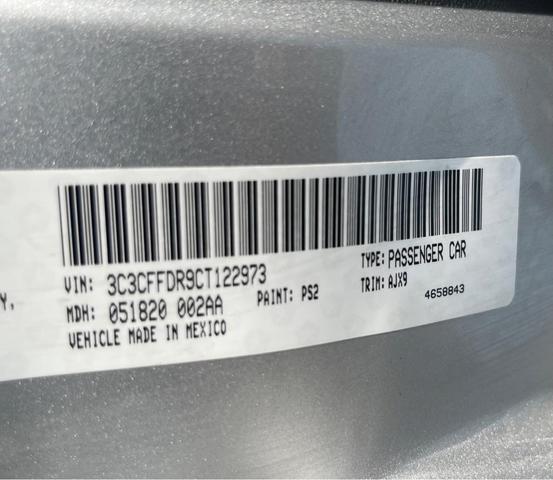 VIN: 3C3CFFDR9CT122973 TYPE: PASSENGER CAR
Y, MDH: 051820 002AA PAINT: PS2 TRIM: AJX9
VEHICLE MADE IN MEXICO 4658843